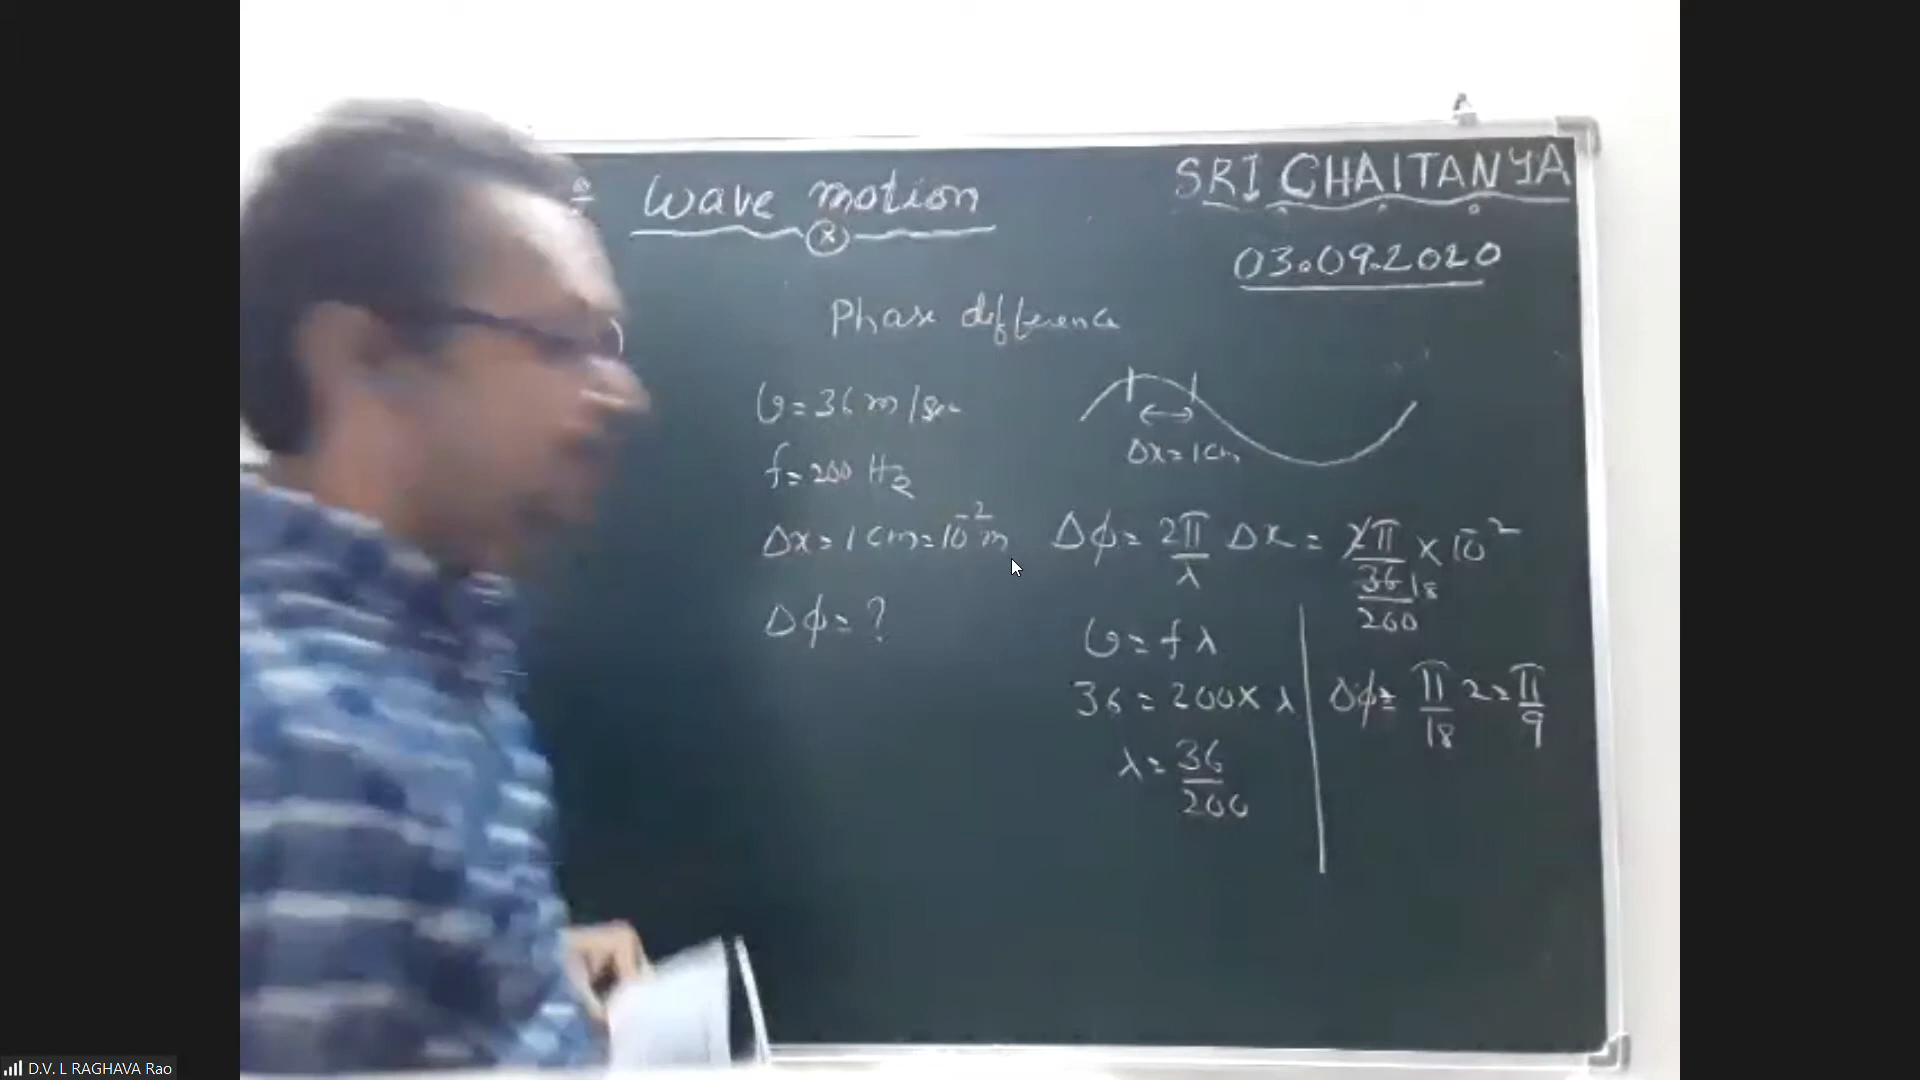 Wave motion
SRI CHAITANYA
03.09.2020
Phase difference
v = 36 m/sec
f = 200 Hz
Δx = 1 cm = 10⁻² m
Δϕ = ?
Δx = 1 cm
Δϕ = 2π/λ Δx = 2π/(36/200) × 10⁻²
18
v = f λ
36 = 200 × λ
λ = 36/200
Δϕ = π/18 2 = π/9
D.V. L RAGHAVA Rao